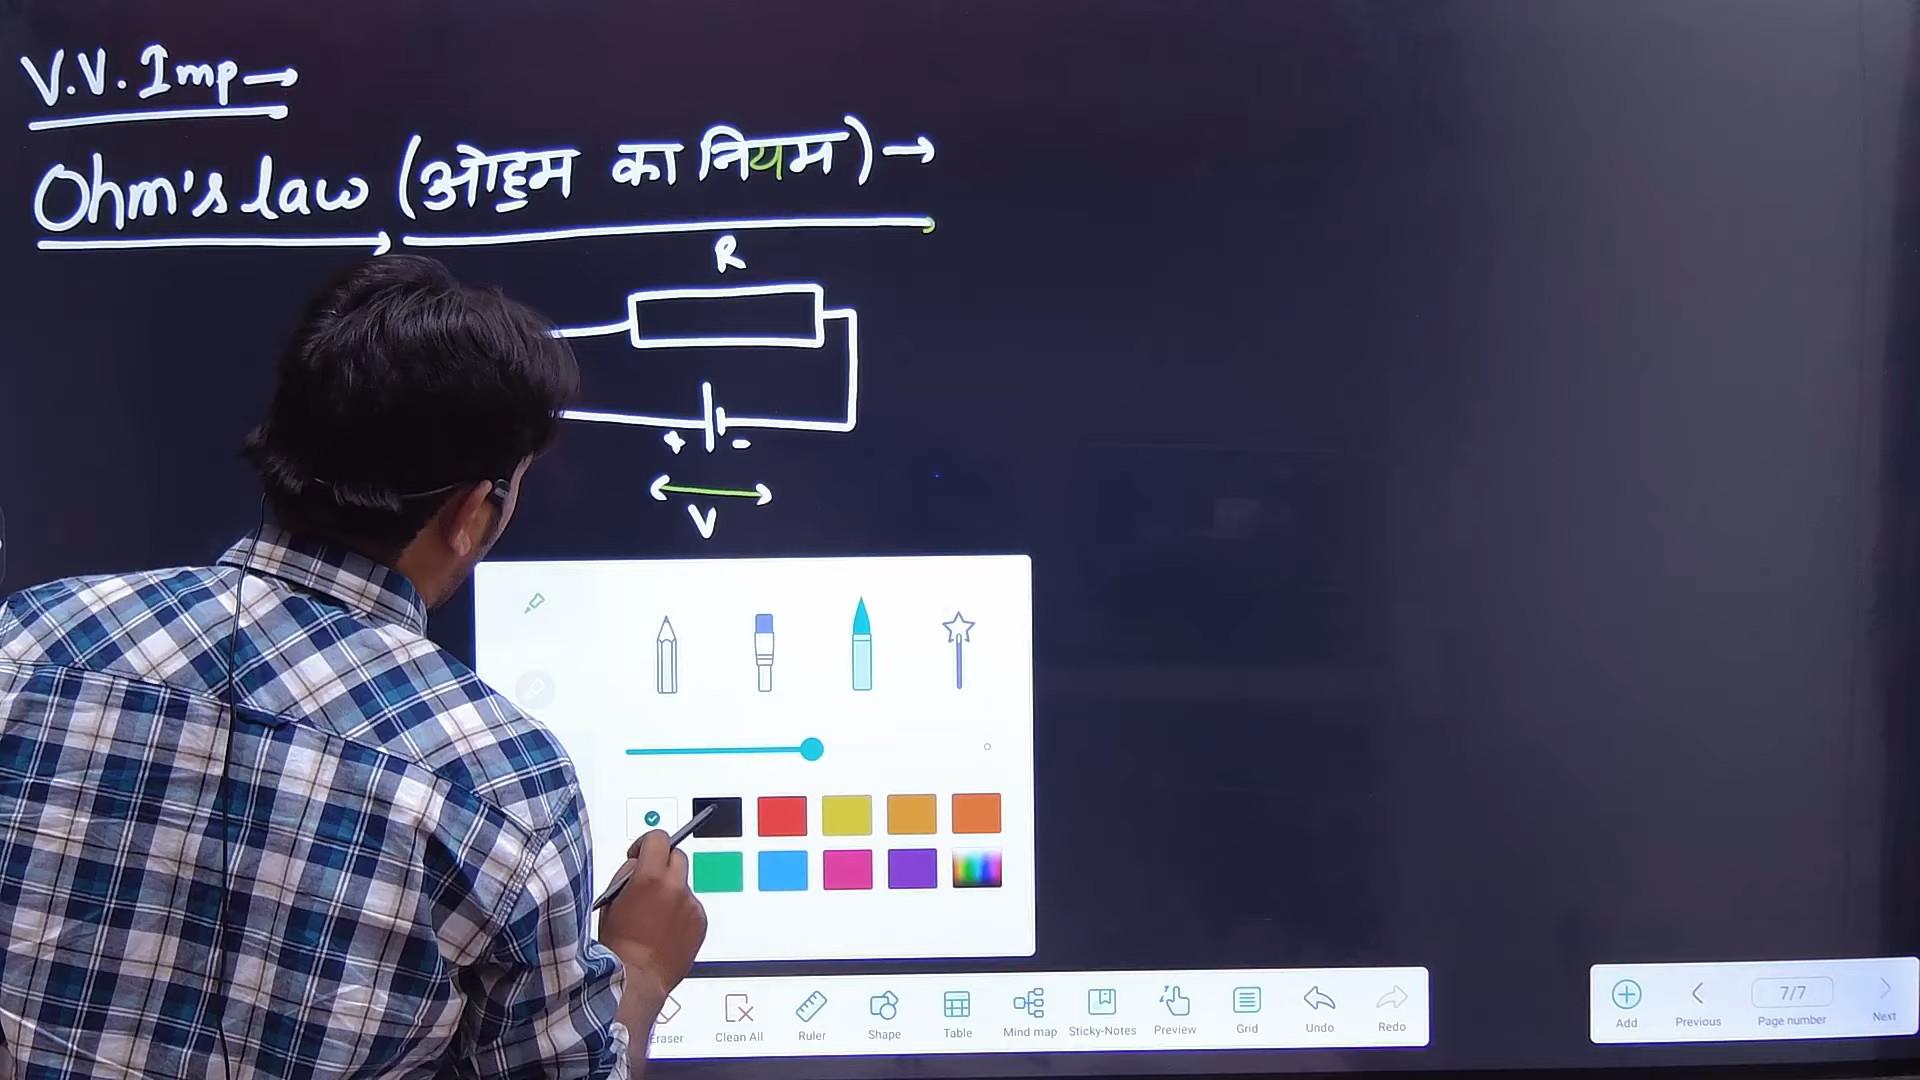 V.V. Imp →
Ohm's law (ओह्म का नियम) →
R
+ -
V
Eraser Clean All Ruler Shape Table Mind map Sticky-Notes Preview Grid Undo Redo
Add Previous 7/7 Page number Next